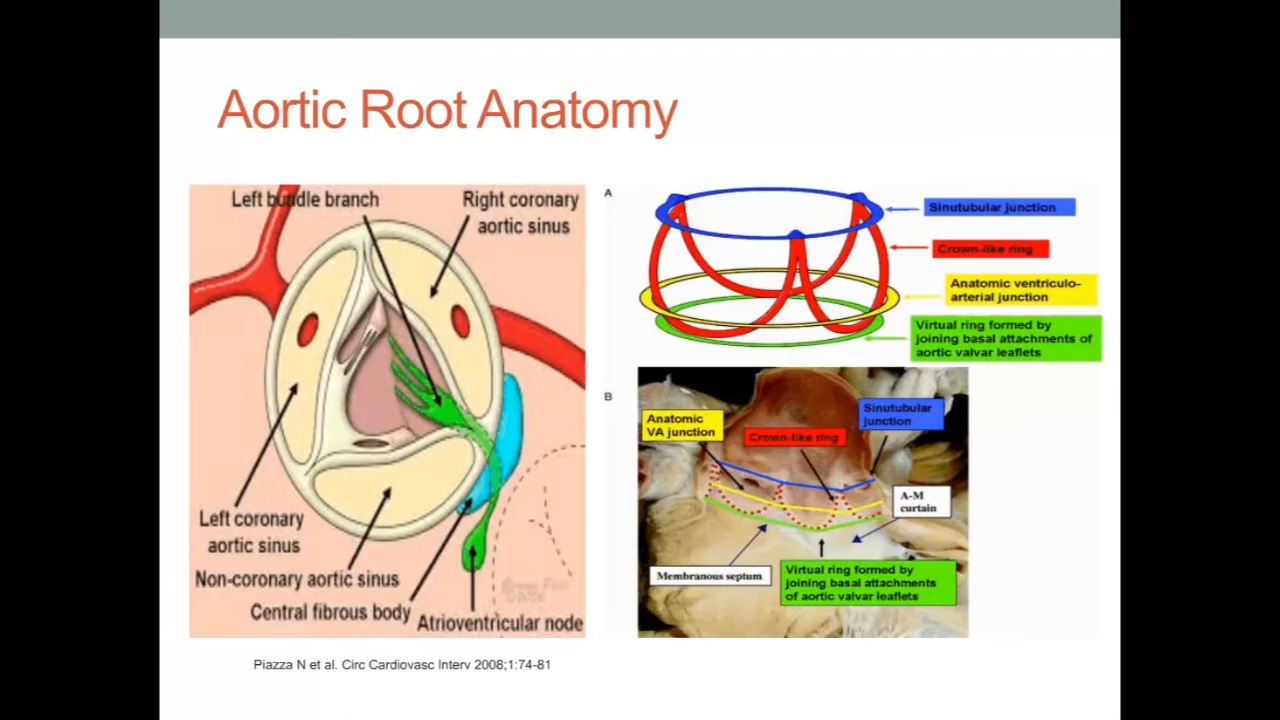 Aortic Root Anatomy
Left bundle branch
Right coronary
aortic sinus
Left coronary
aortic sinus
Non-coronary aortic sinus
Central fibrous body
Atrioventricular node
A
Sinutubular junction
Crown-like ring
Anatomic ventriculo-
arterial junction
Virtual ring formed by
joining basal attachments of
aortic valvar leaflets
B
Anatomic
VA junction
Crown-like ring
Sinutubular
junction
A-M
curtain
Membranous septum
Virtual ring formed by
joining basal attachments
of aortic valvar leaflets
Piazza N et al. Circ Cardiovasc Interv 2008;1:74-81